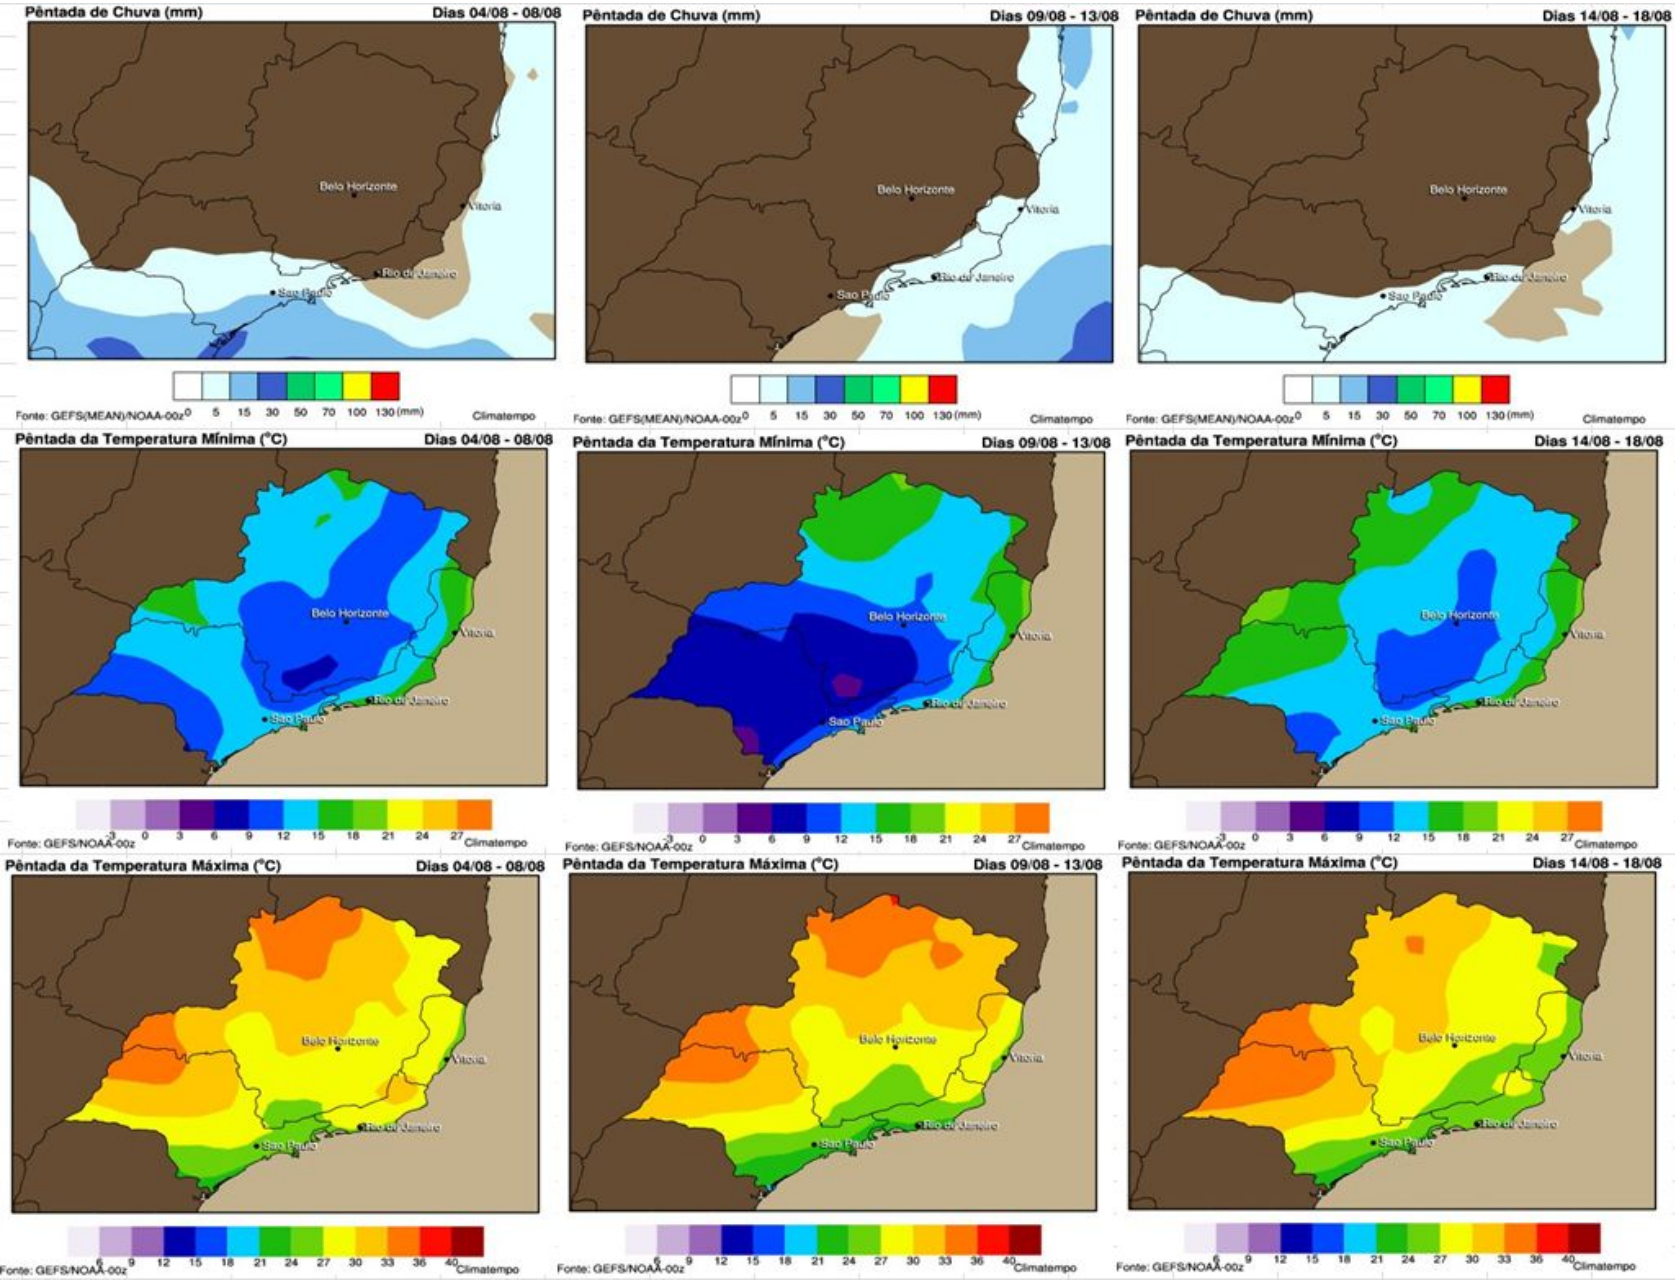 Pêntada de Chuva (mm) Dias 04/08 - 08/08
Belo Horizonte
Vitoria
Rio de Janeiro
Sao Paulo
0 5 15 30 50 70 100 130 (mm)
Fonte: GEFS(MEAN)/NOAA-00z Climatempo
Pêntada de Chuva (mm) Dias 09/08 - 13/08
Belo Horizonte
Vitoria
Rio de Janeiro
Sao Paulo
0 5 15 30 50 70 100 130 (mm)
Fonte: GEFS(MEAN)/NOAA-00z Climatempo
Pêntada de Chuva (mm) Dias 14/08 - 18/08
Belo Horizonte
Vitoria
Rio de Janeiro
Sao Paulo
0 5 15 30 50 70 100 130 (mm)
Fonte: GEFS(MEAN)/NOAA-00z Climatempo
Pêntada da Temperatura Mínima (°C) Dias 04/08 - 08/08
Belo Horizonte
Vitoria
Rio de Janeiro
Sao Paulo
-3 0 3 6 9 12 15 18 21 24 27
Fonte: GEFS/NOAA-00z Climatempo
Pêntada da Temperatura Mínima (°C) Dias 09/08 - 13/08
Belo Horizonte
Vitoria
Rio de Janeiro
Sao Paulo
-3 0 3 6 9 12 15 18 21 24 27
Fonte: GEFS/NOAA-00z Climatempo
Pêntada da Temperatura Mínima (°C) Dias 14/08 - 18/08
Belo Horizonte
Vitoria
Rio de Janeiro
Sao Paulo
-3 0 3 6 9 12 15 18 21 24 27
Fonte: GEFS/NOAA-00z Climatempo
Pêntada da Temperatura Máxima (°C) Dias 04/08 - 08/08
Belo Horizonte
Vitoria
Rio de Janeiro
Sao Paulo
6 9 12 15 18 21 24 27 30 33 36 40
Fonte: GEFS/NOAA-00z Climatempo
Pêntada da Temperatura Máxima (°C) Dias 09/08 - 13/08
Belo Horizonte
Vitoria
Rio de Janeiro
Sao Paulo
6 9 12 15 18 21 24 27 30 33 36 40
Fonte: GEFS/NOAA-00z Climatempo
Pêntada da Temperatura Máxima (°C) Dias 14/08 - 18/08
Belo Horizonte
Vitoria
Rio de Janeiro
Sao Paulo
6 9 12 15 18 21 24 27 30 33 36 40
Fonte: GEFS/NOAA-00z Climatempo